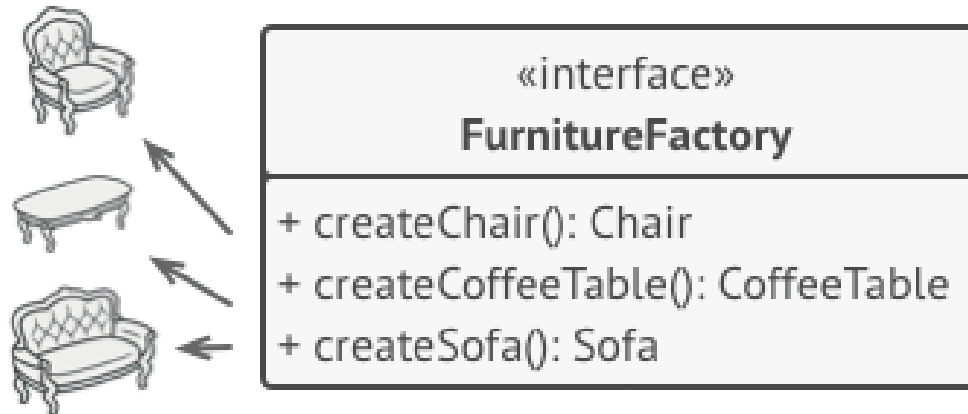 «interface»
FurnitureFactory
+ createChair(): Chair
+ createCoffeeTable(): CoffeeTable
+ createSofa(): Sofa